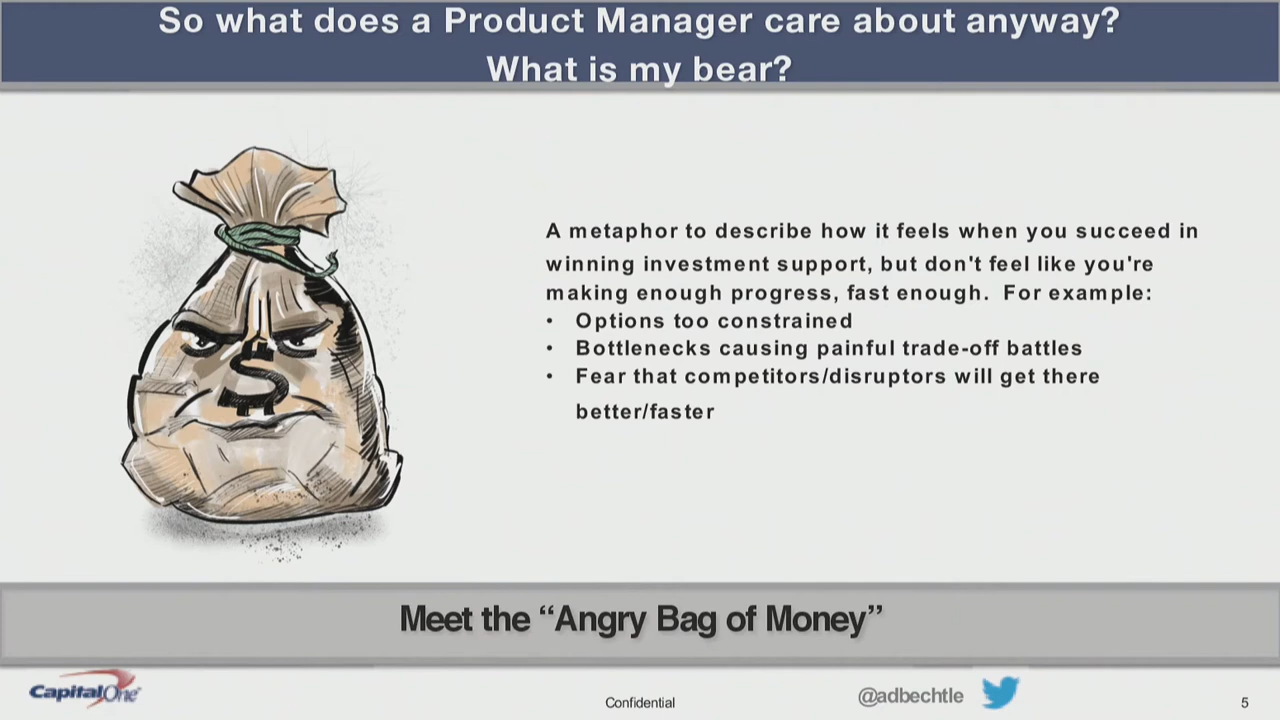 So what does a Product Manager care about anyway?
What is my bear?
A metaphor to describe how it feels when you succeed in
winning investment support, but don't feel like you're
making enough progress, fast enough.  For example:
• Options too constrained
• Bottlenecks causing painful trade-off battles
• Fear that competitors/disruptors will get there
better/faster
$
Meet the “Angry Bag of Money”
CapitalOne
Confidential
@adbechtle
5